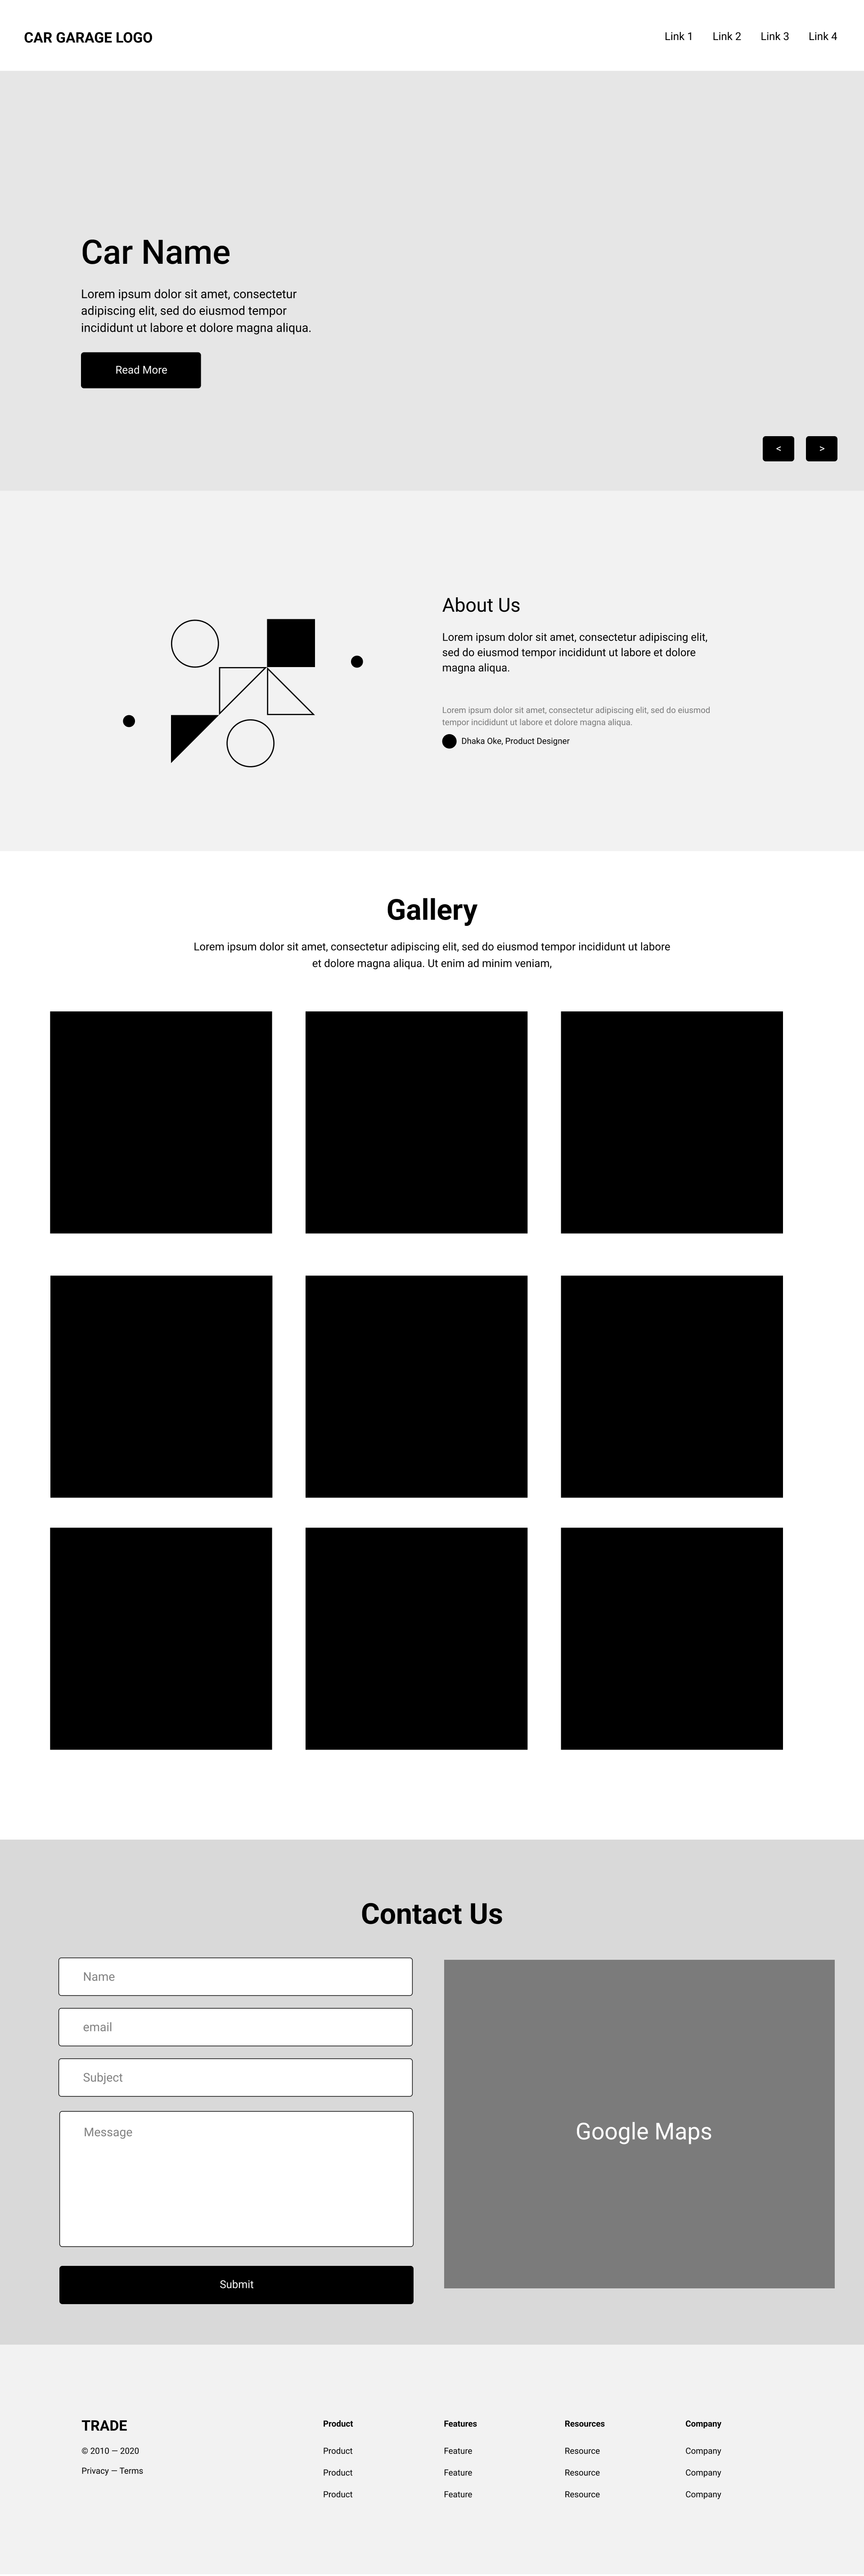 CAR GARAGE LOGO
Link 1 Link 2 Link 3 Link 4
Car Name
Lorem ipsum dolor sit amet, consectetur
adipiscing elit, sed do eiusmod tempor
incididunt ut labore et dolore magna aliqua.
Read More
< >
About Us
Lorem ipsum dolor sit amet, consectetur adipiscing elit,
sed do eiusmod tempor incididunt ut labore et dolore
magna aliqua.
Lorem ipsum dolor sit amet, consectetur adipiscing elit, sed do eiusmod
tempor incididunt ut labore et dolore magna aliqua.
Dhaka Oke, Product Designer
Gallery
Lorem ipsum dolor sit amet, consectetur adipiscing elit, sed do eiusmod tempor incididunt ut labore
et dolore magna aliqua. Ut enim ad minim veniam,
Contact Us
Name
email
Subject
Message
Submit
Google Maps
TRADE
© 2010 — 2020
Privacy — Terms
Product
Product
Product
Product
Features
Feature
Feature
Feature
Resources
Resource
Resource
Resource
Company
Company
Company
Company